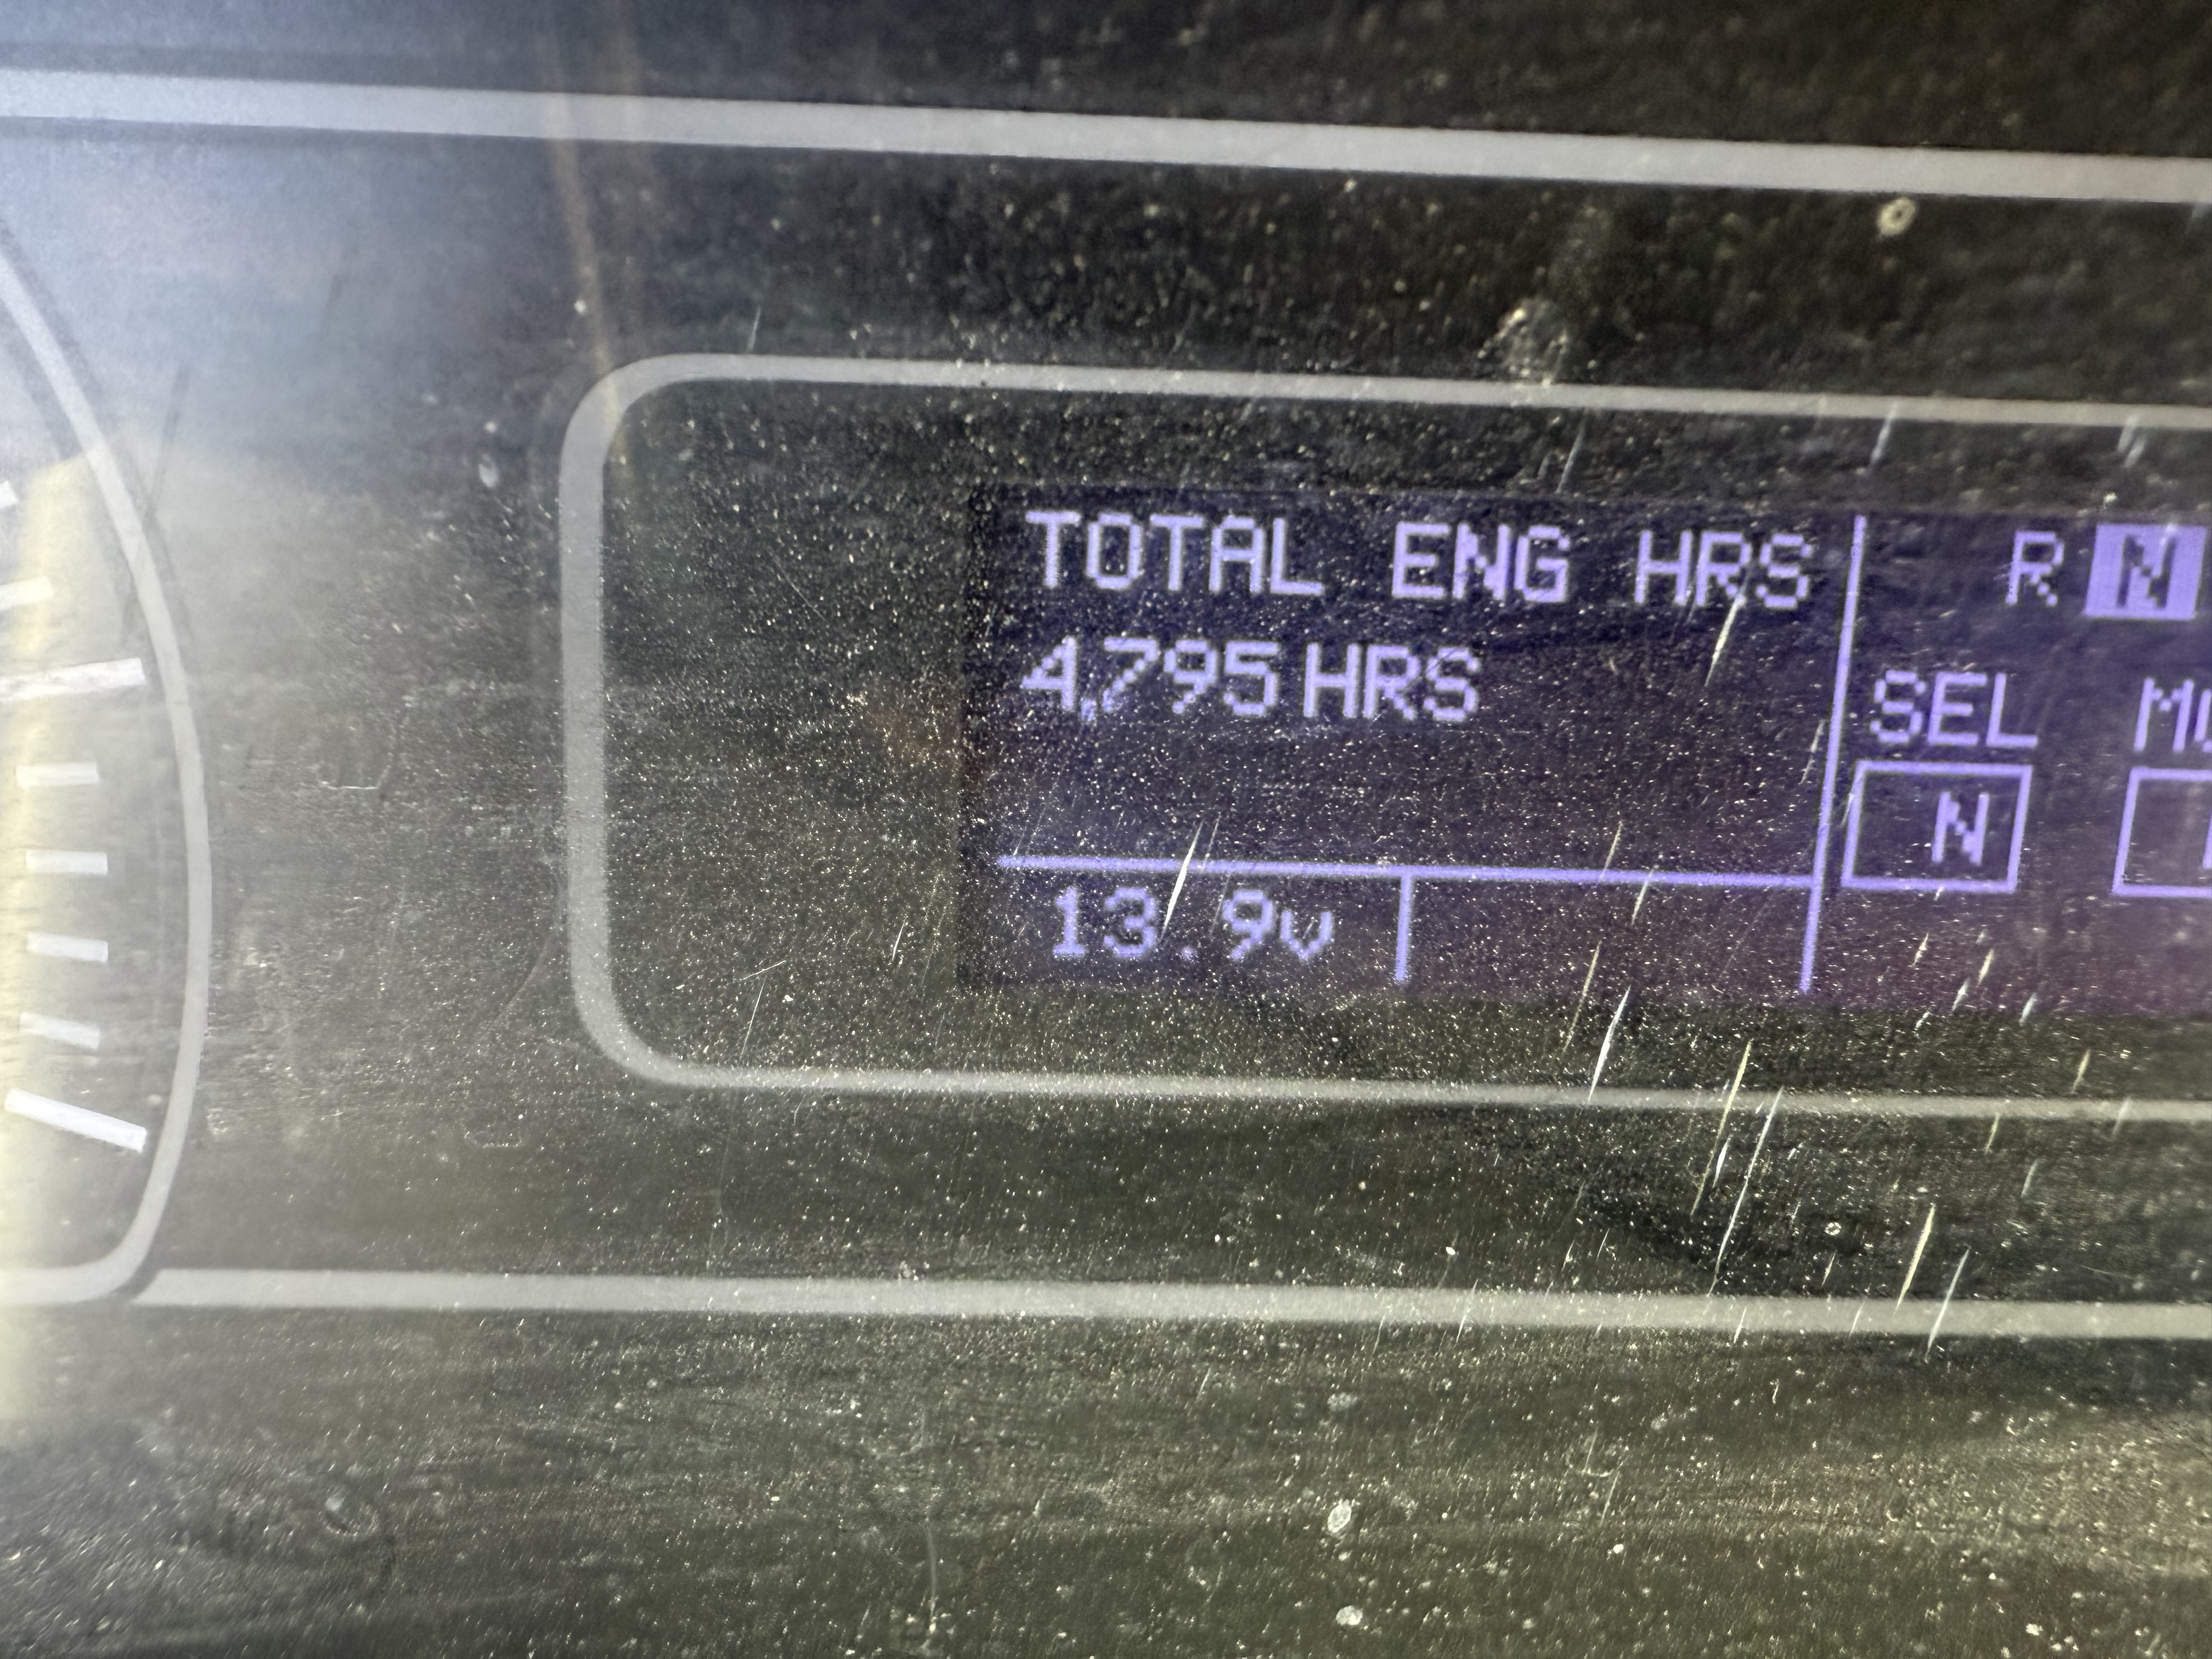 TOTAL ENG HRS
4,795 HRS
13.9v
R N
SEL
N